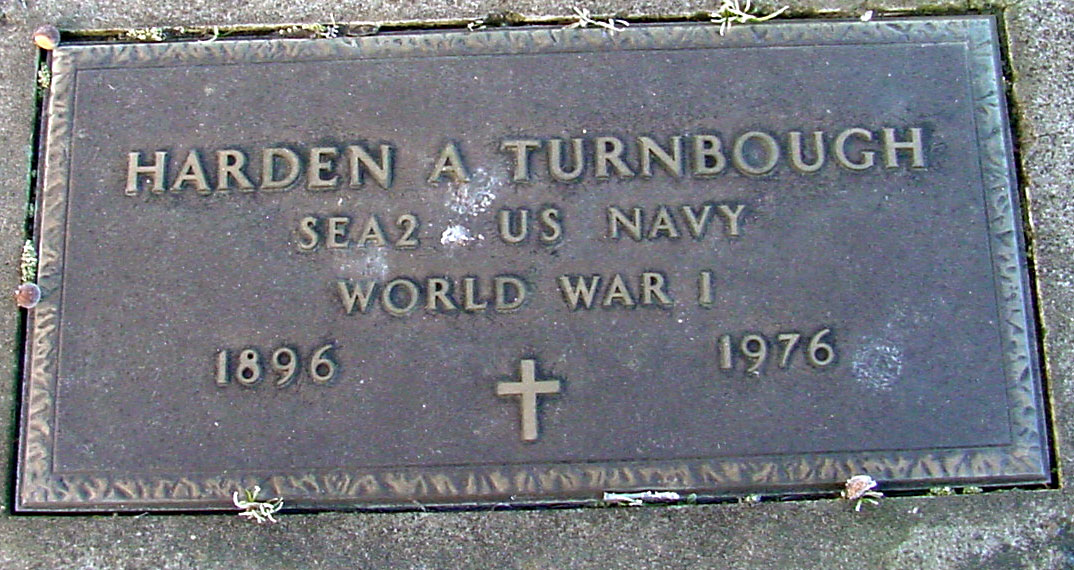 HARDEN A TURNBOUGH
SEA2 US NAVY
WORLD WAR I
1896 1976